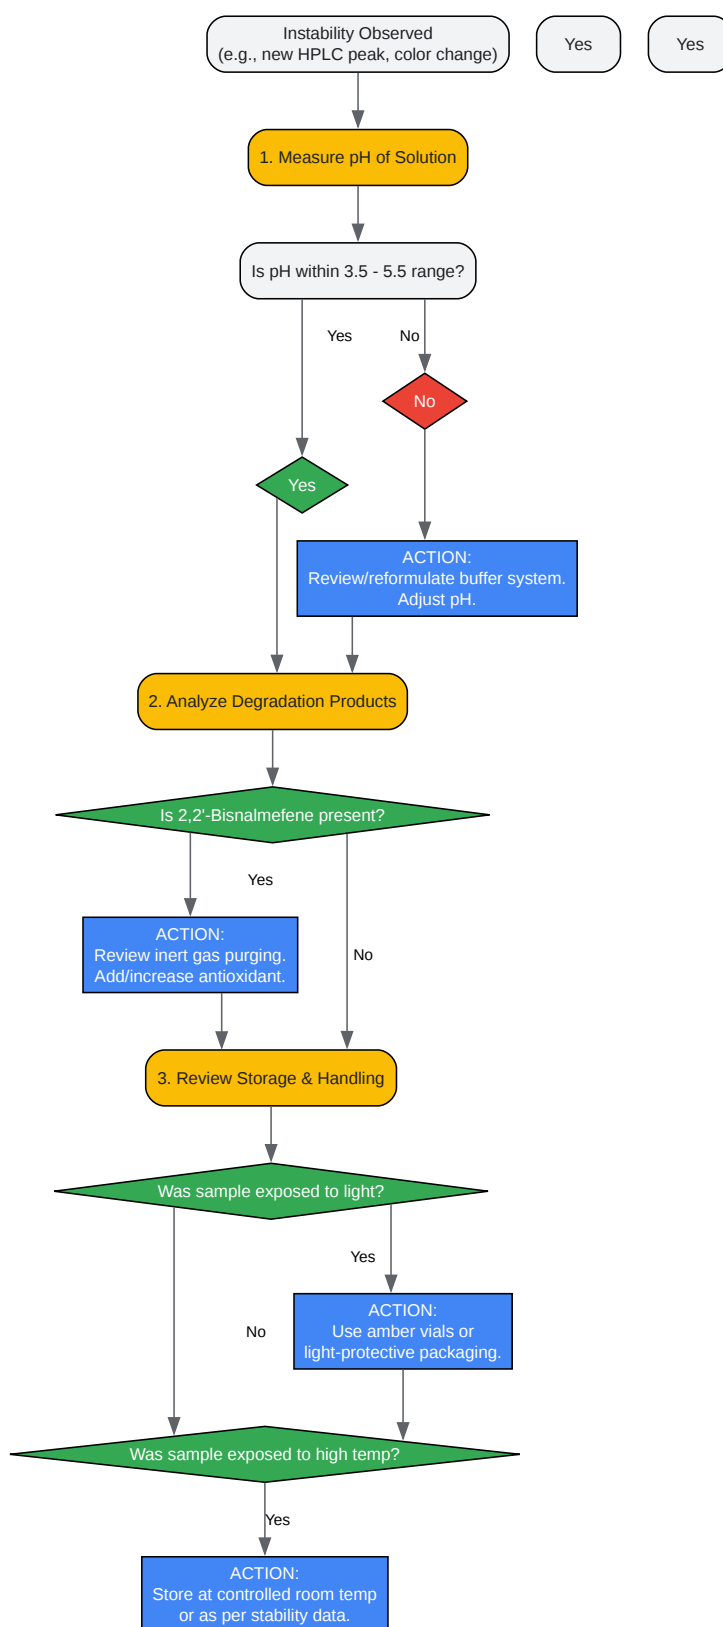 Instability Observed
(e.g., new HPLC peak, color change)
Yes
Yes
1. Measure pH of Solution
Is pH within 3.5 - 5.5 range?
Yes
No
No
Yes
ACTION:
Review/reformulate buffer system.
Adjust pH.
2. Analyze Degradation Products
Is 2,2'-Bisnalmefene present?
Yes
ACTION:
Review inert gas purging.
Add/increase antioxidant.
No
3. Review Storage & Handling
Was sample exposed to light?
Yes
ACTION:
Use amber vials or
light-protective packaging.
No
Was sample exposed to high temp?
Yes
ACTION:
Store at controlled room temp
or as per stability data.